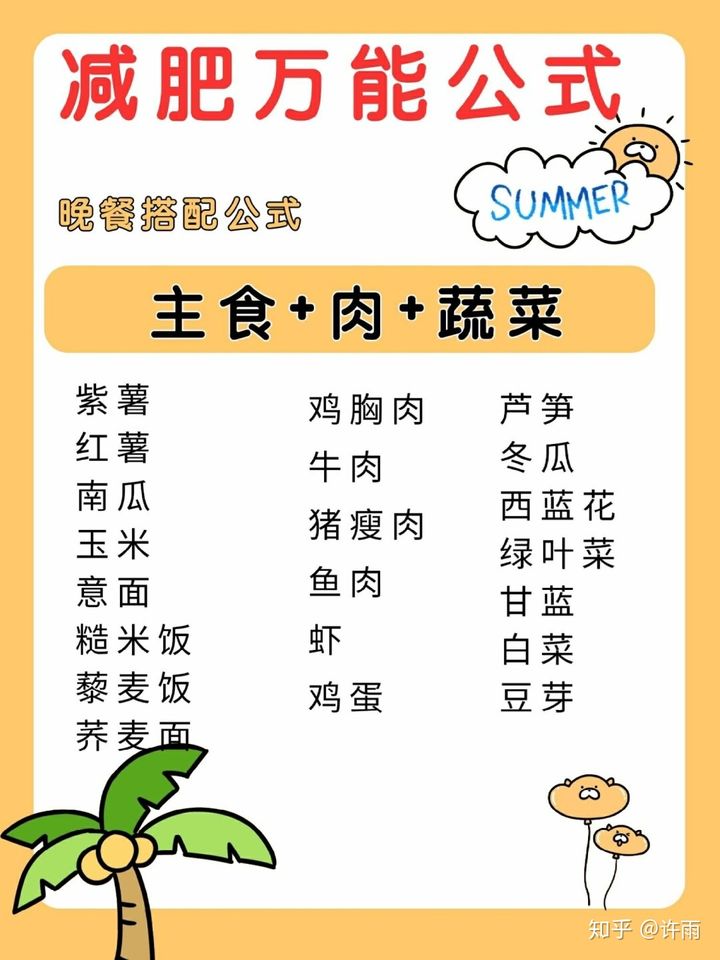 减肥万能公式
SUMMER
晚餐搭配公式
主食+肉+蔬菜
紫薯
红薯
南瓜
玉米
意面
糙米饭
藜麦饭
荞麦面
鸡胸肉
牛肉
猪瘦肉
鱼肉
虾
鸡蛋
芦笋
冬瓜
西蓝花
绿叶菜
甘蓝
白菜
豆芽
知乎 @许雨